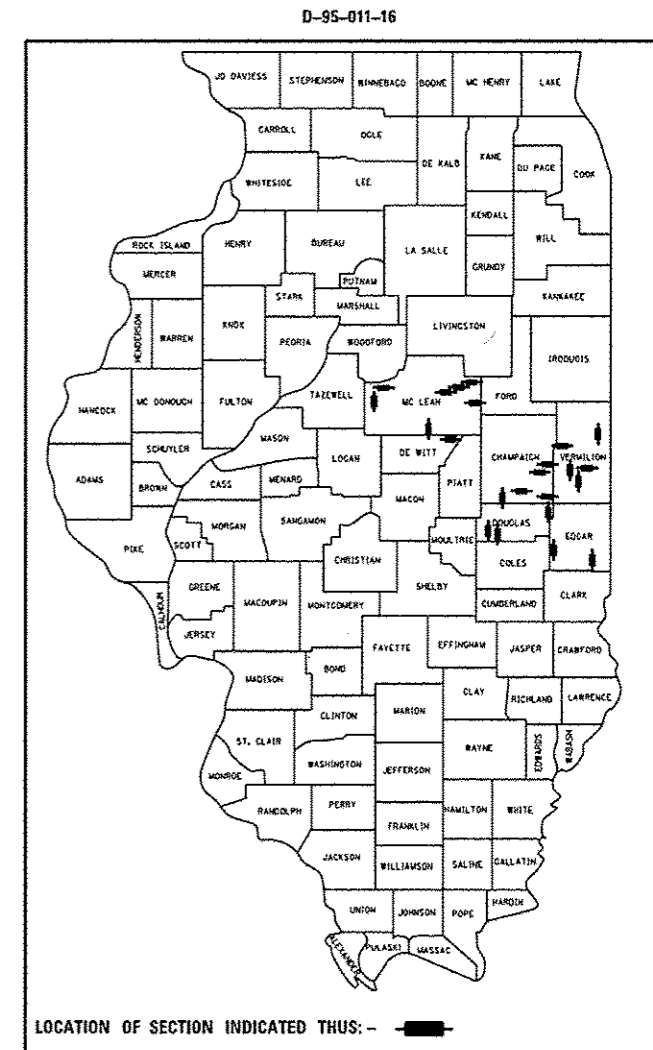 D-95-011-16
JO DAVIESS STEPHENSON WINNEBAGO BOONE MC HENRY LAKE
CARROLL OGLE DE KALB KANE DU PAGE COOK
WHITESIDE LEE
KENDALL
ROCK ISLAND HENRY BUREAU LA SALLE WILL
MERCER PUTNAM GRUNDY
STARK MARSHALL KANKAKEE
HENDERSON WARREN KNOX PEORIA WOODFORD LIVINGSTON IROQUOIS
HANCOCK MC DONOUGH FULTON TAZEWELL MC LEAN FORD
SCHUYLER MASON LOGAN DE WITT CHAMPAIGN VERMILION
ADAMS BROWN CASS MENARD MACON PIATT
MORGAN SANGAMON DOUGLAS
PIKE SCOTT CHRISTIAN MOULTRIE COLES EDGAR
CALHOUN GREENE MACOUPIN MONTGOMERY SHELBY CUMBERLAND CLARK
JERSEY FAYETTE EFFINGHAM JASPER CRAWFORD
MADISON BOND
CLINTON MARION CLAY RICHLAND LAWRENCE
ST. CLAIR WAYNE EDWARDS WABASH
MONROE WASHINGTON JEFFERSON
RANDOLPH PERRY HAMILTON WHITE
FRANKLIN
JACKSON WILLIAMSON SALINE GALLATIN
UNION JOHNSON POPE HARDIN
ALEXANDER PULASKI MASSAC
LOCATION OF SECTION INDICATED THUS: -